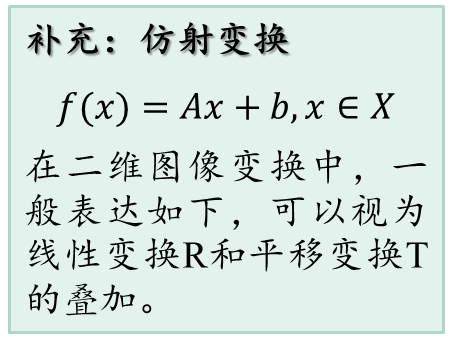 补充：仿射变换
f(x) = Ax + b, x ∈ X
在二维图像变换中，一
般表达如下，可以视为
线性变换R和平移变换T
的叠加。